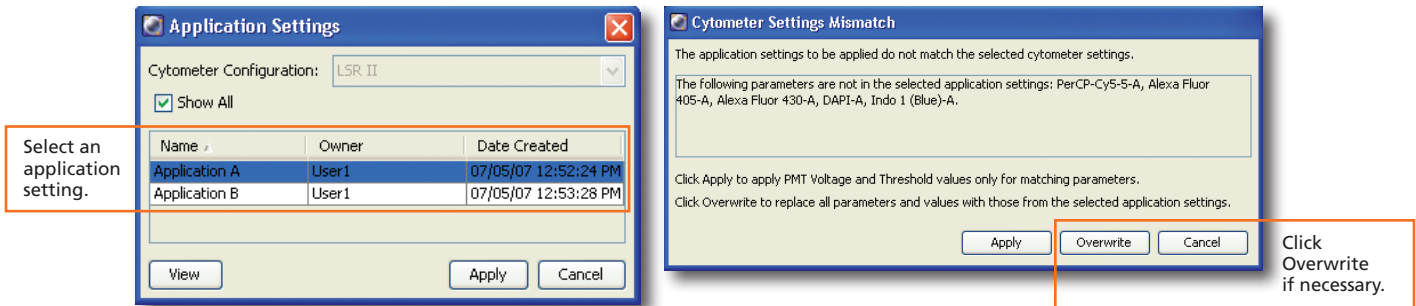 Application Settings
Cytometer Configuration: LSR II
Show All
Name Owner Date Created
Application A User1 07/05/07 12:52:24 PM
Application B User1 07/05/07 12:53:28 PM
View Apply Cancel
Select an
application
setting.
Cytometer Settings Mismatch
The application settings to be applied do not match the selected cytometer settings.
The following parameters are not in the selected application settings: PerCP-Cy5-5-A, Alexa Fluor
405-A, Alexa Fluor 430-A, DAPI-A, Indo 1 (Blue)-A.
Click Apply to apply PMT Voltage and Threshold values only for matching parameters.
Click Overwrite to replace all parameters and values with those from the selected application settings.
Apply Overwrite Cancel
Click
Overwrite
if necessary.